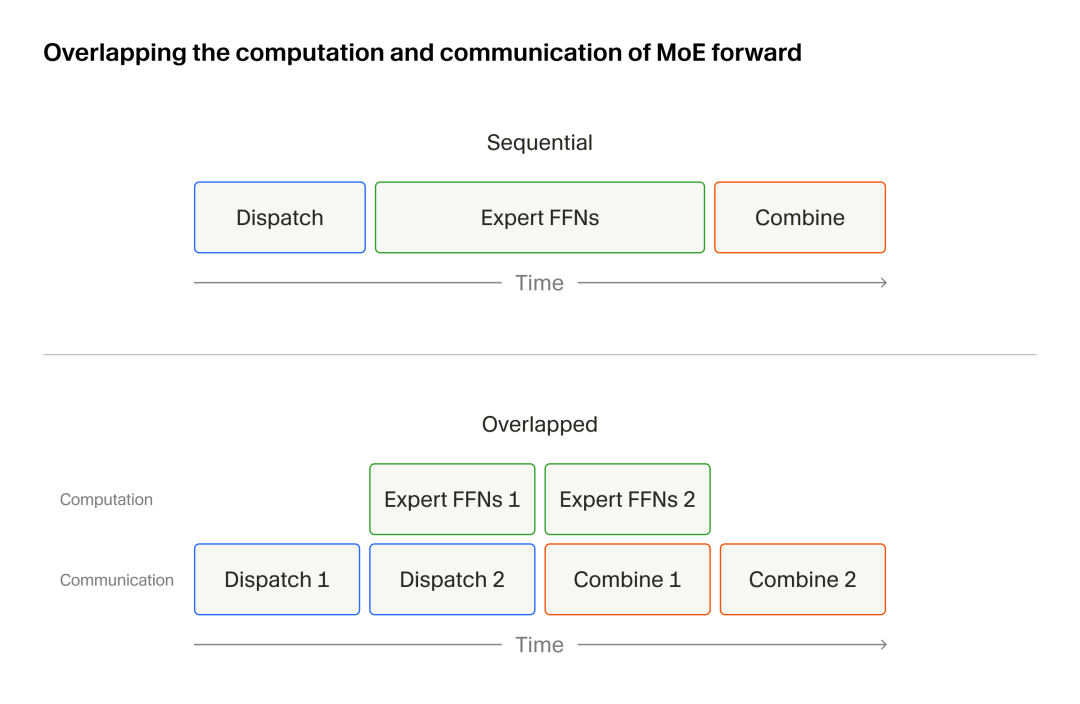 Overlapping the computation and communication of MoE forward
Sequential
Dispatch
Expert FFNs
Combine
Time
Overlapped
Computation
Expert FFNs 1
Expert FFNs 2
Communication
Dispatch 1
Dispatch 2
Combine 1
Combine 2
Time